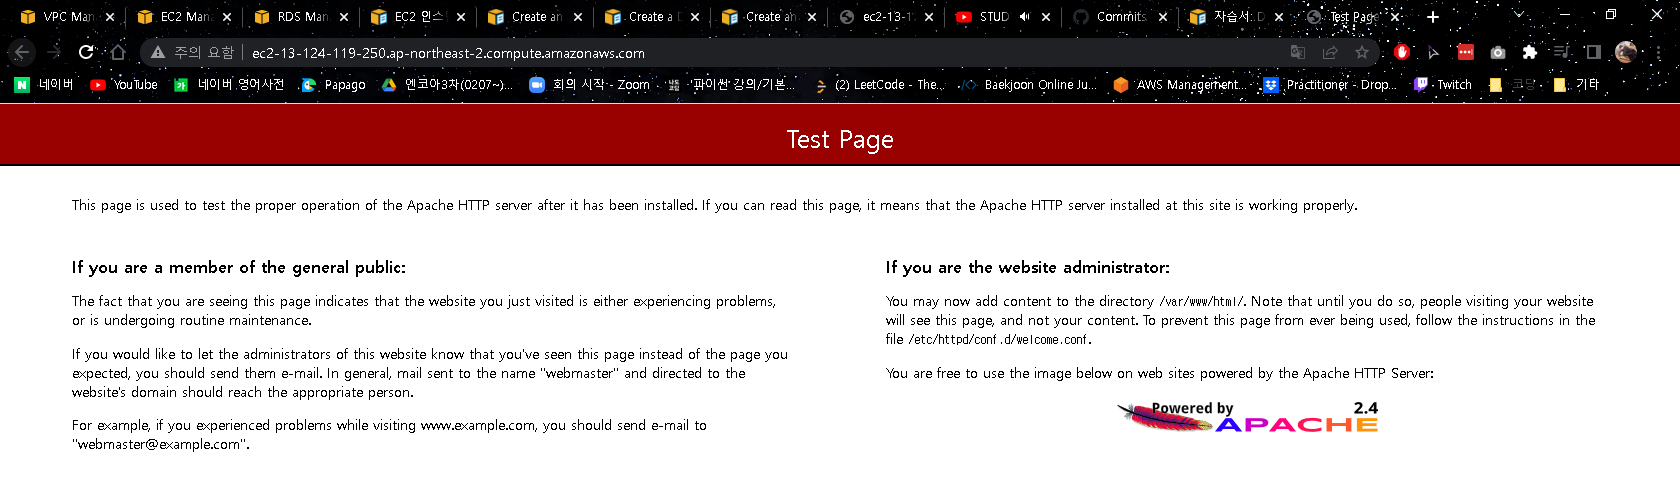 VPC Man
EC2 Man
RDS Man
EC2 인스
Create an
Create a D
Create an
ec2-13-1
STUD
Commits
자습서: D
Test Page
주의 요함 ec2-13-124-119-250.ap-northeast-2.compute.amazonaws.com
네이버 YouTube 네이버 영어사전 Papago 엔코아3차(0207~)... 회의 시작 - Zoom '파이썬' 강의/기본... (2) LeetCode - The... Baekjoon Online Ju... AWS Management... Practitioner - Drop... Twitch 코딩 기타
Test Page
This page is used to test the proper operation of the Apache HTTP server after it has been installed. If you can read this page, it means that the Apache HTTP server installed at this site is working properly.
If you are a member of the general public:
The fact that you are seeing this page indicates that the website you just visited is either experiencing problems,
or is undergoing routine maintenance.
If you would like to let the administrators of this website know that you've seen this page instead of the page you
expected, you should send them e-mail. In general, mail sent to the name "webmaster" and directed to the
website's domain should reach the appropriate person.
For example, if you experienced problems while visiting www.example.com, you should send e-mail to
"webmaster@example.com".
If you are the website administrator:
You may now add content to the directory /var/www/html/. Note that until you do so, people visiting your website
will see this page, and not your content. To prevent this page from ever being used, follow the instructions in the
file /etc/httpd/conf.d/welcome.conf.
You are free to use the image below on web sites powered by the Apache HTTP Server:
Powered by 2.4
APACHE